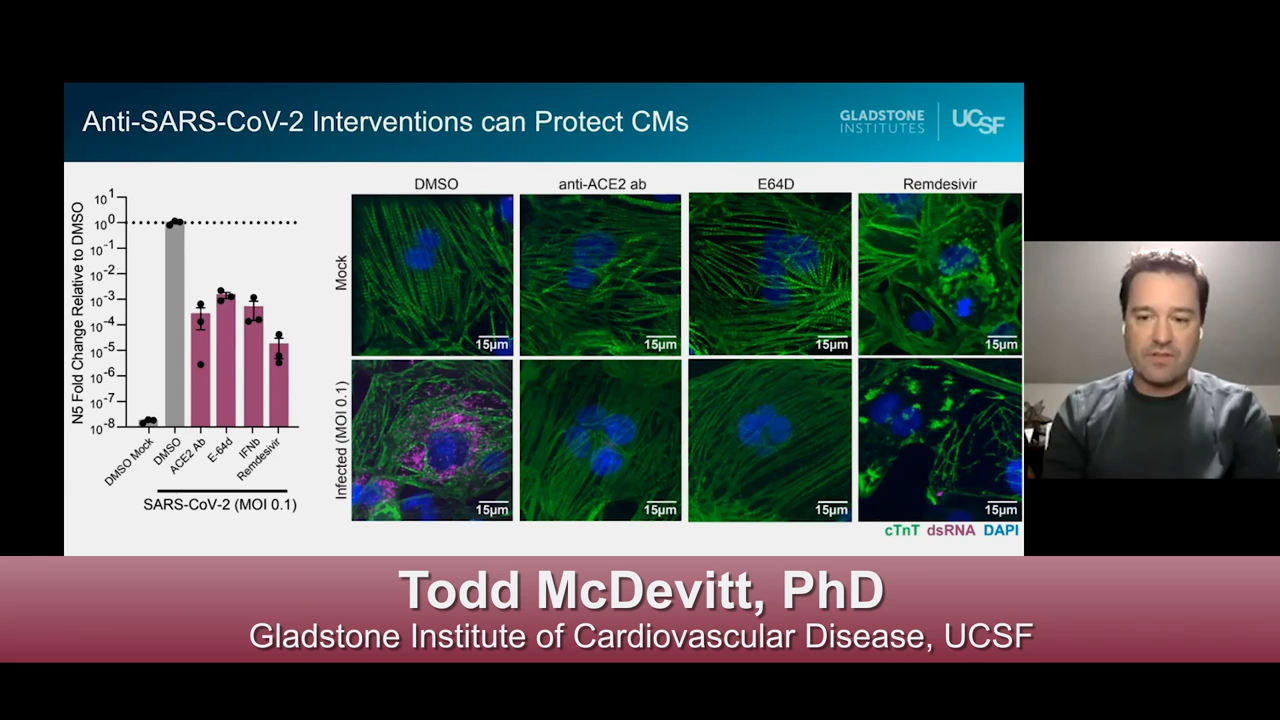 Anti-SARS-CoV-2 Interventions can Protect CMs
GLADSTONE
INSTITUTES
UCSF
N5 Fold Change Relative to DMSO
10^1
10^0
10^-1
10^-2
10^-3
10^-4
10^-5
10^-6
10^-7
10^-8
DMSO Mock
DMSO
ACE2 Ab
E-64d
IFNb
Remdesivir
SARS-CoV-2 (MOI 0.1)
DMSO
anti-ACE2 ab
E64D
Remdesivir
Mock
15μm
15μm
15μm
15μm
Infected (MOI 0.1)
15μm
15μm
15μm
15μm
cTnT dsRNA DAPI
Todd McDevitt, PhD
Gladstone Institute of Cardiovascular Disease, UCSF